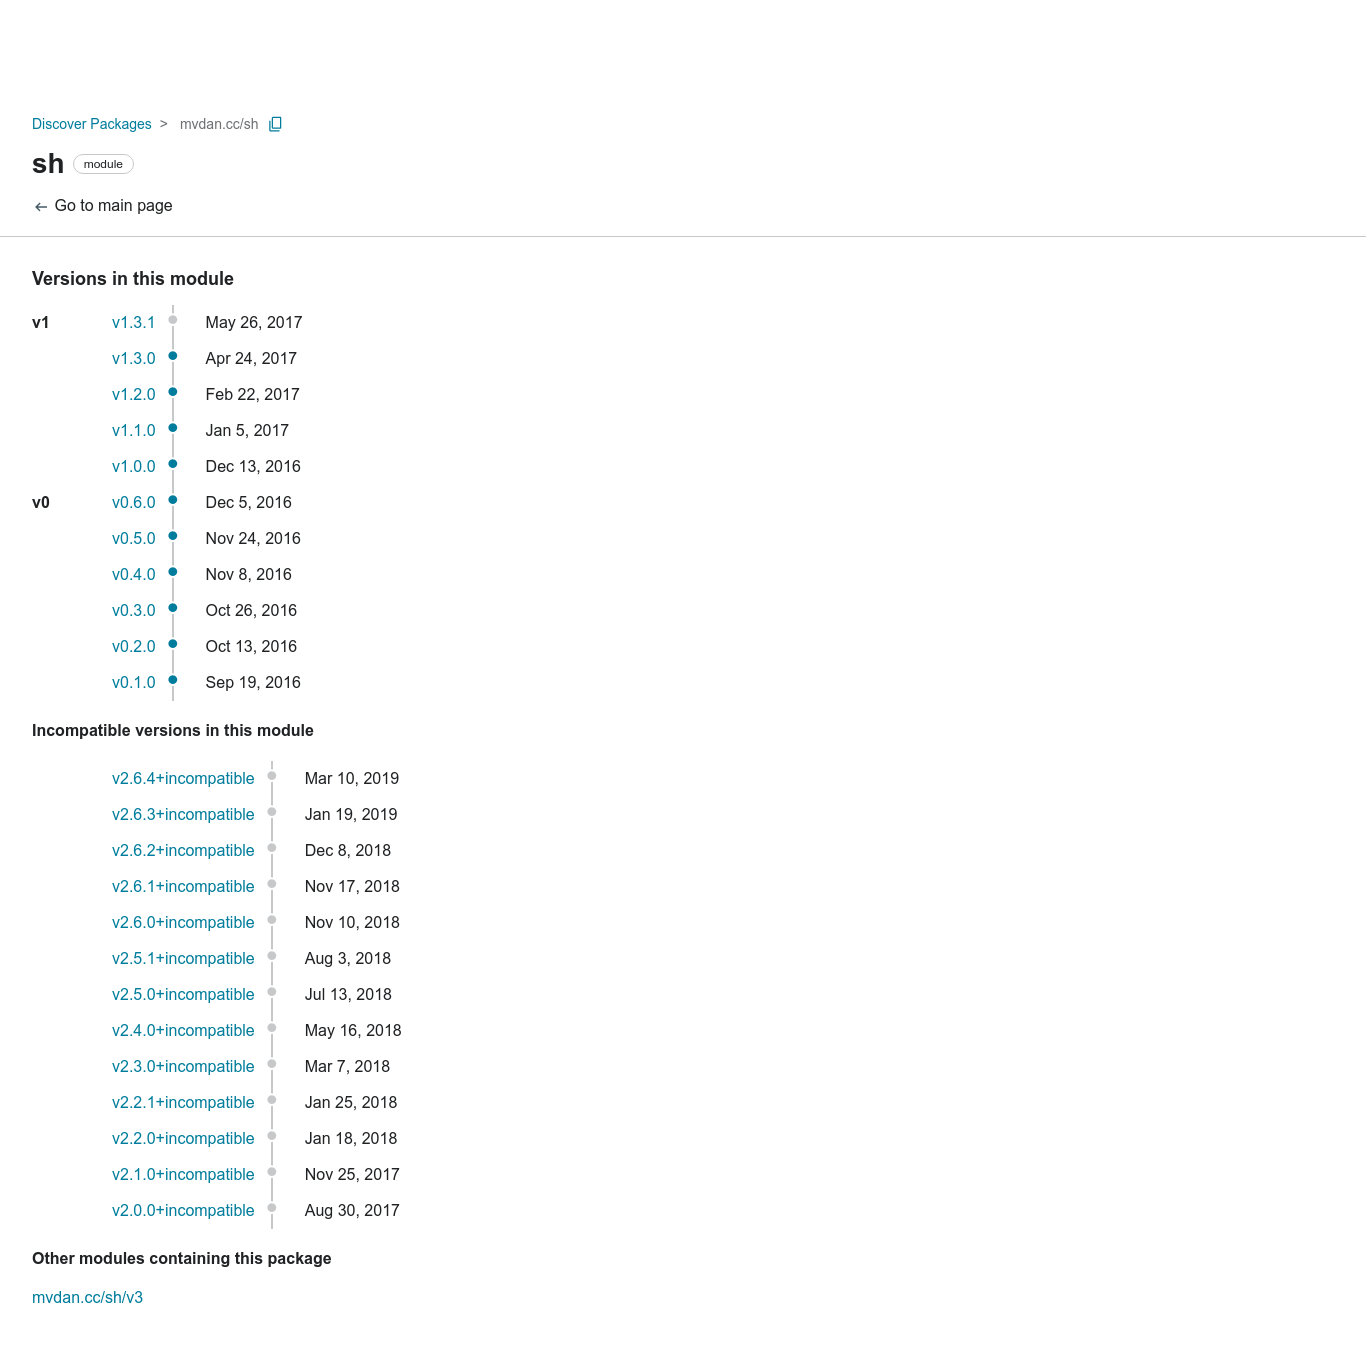 Discover Packages > mvdan.cc/sh
sh module
← Go to main page
Versions in this module
v1 v1.3.1 May 26, 2017
v1.3.0 Apr 24, 2017
v1.2.0 Feb 22, 2017
v1.1.0 Jan 5, 2017
v1.0.0 Dec 13, 2016
v0 v0.6.0 Dec 5, 2016
v0.5.0 Nov 24, 2016
v0.4.0 Nov 8, 2016
v0.3.0 Oct 26, 2016
v0.2.0 Oct 13, 2016
v0.1.0 Sep 19, 2016
Incompatible versions in this module
v2.6.4+incompatible Mar 10, 2019
v2.6.3+incompatible Jan 19, 2019
v2.6.2+incompatible Dec 8, 2018
v2.6.1+incompatible Nov 17, 2018
v2.6.0+incompatible Nov 10, 2018
v2.5.1+incompatible Aug 3, 2018
v2.5.0+incompatible Jul 13, 2018
v2.4.0+incompatible May 16, 2018
v2.3.0+incompatible Mar 7, 2018
v2.2.1+incompatible Jan 25, 2018
v2.2.0+incompatible Jan 18, 2018
v2.1.0+incompatible Nov 25, 2017
v2.0.0+incompatible Aug 30, 2017
Other modules containing this package
mvdan.cc/sh/v3